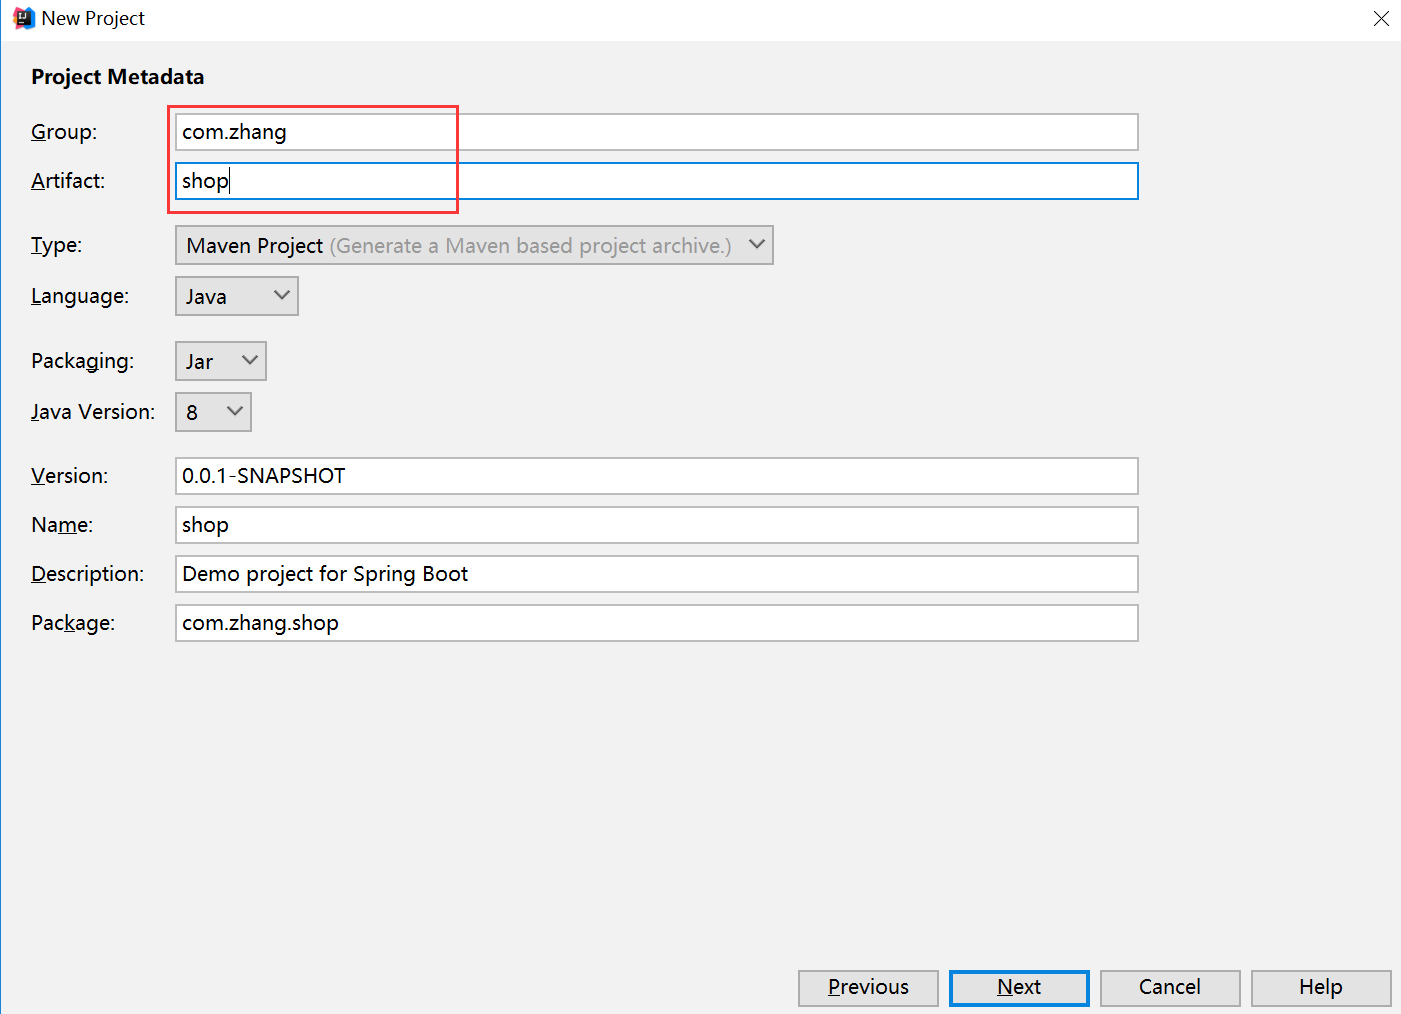 New Project
Project Metadata
Group: com.zhang
Artifact: shop
Type: Maven Project (Generate a Maven based project archive.)
Language: Java
Packaging: Jar
Java Version: 8
Version: 0.0.1-SNAPSHOT
Name: shop
Description: Demo project for Spring Boot
Package: com.zhang.shop
Previous Next Cancel Help